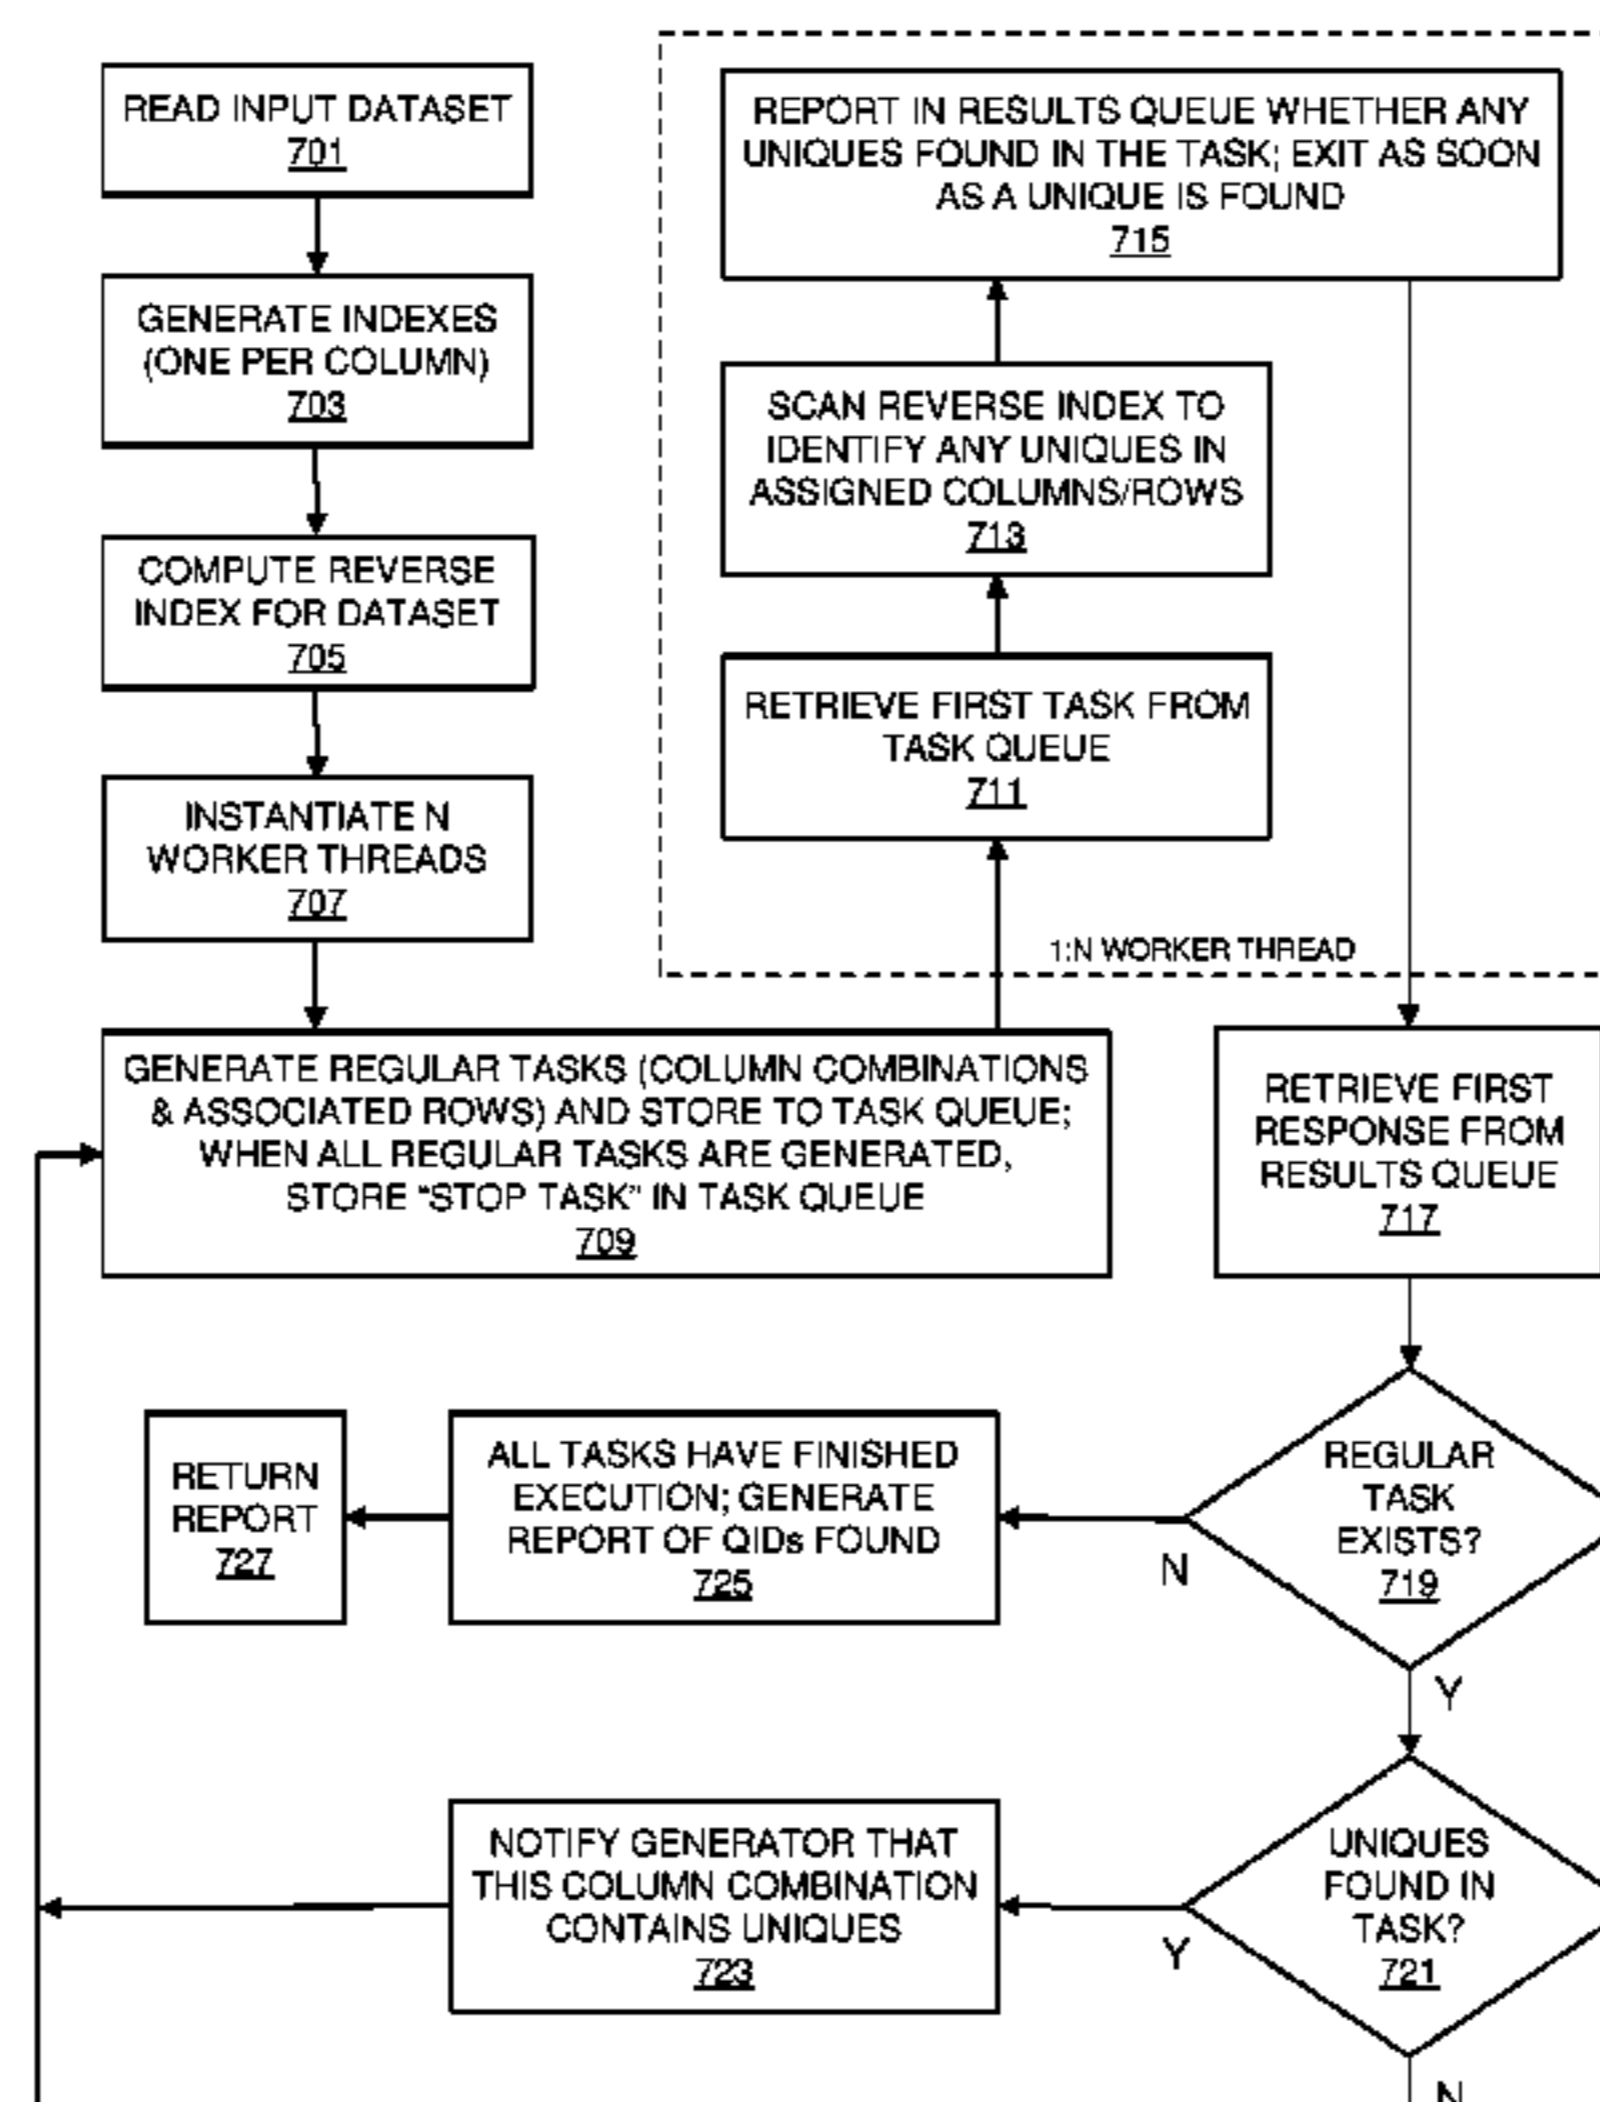 READ INPUT DATASET
701
GENERATE INDEXES
(ONE PER COLUMN)
703
COMPUTE REVERSE
INDEX FOR DATASET
705
INSTANTIATE N
WORKER THREADS
707
GENERATE REGULAR TASKS (COLUMN COMBINATIONS
& ASSOCIATED ROWS) AND STORE TO TASK QUEUE;
WHEN ALL REGULAR TASKS ARE GENERATED,
STORE “STOP TASK” IN TASK QUEUE
709
REPORT IN RESULTS QUEUE WHETHER ANY
UNIQUES FOUND IN THE TASK; EXIT AS SOON
AS A UNIQUE IS FOUND
715
SCAN REVERSE INDEX TO
IDENTIFY ANY UNIQUES IN
ASSIGNED COLUMNS/ROWS
713
RETRIEVE FIRST TASK FROM
TASK QUEUE
711
1:N WORKER THREAD
RETRIEVE FIRST
RESPONSE FROM
RESULTS QUEUE
717
REGULAR
TASK
EXISTS?
719
N
Y
ALL TASKS HAVE FINISHED
EXECUTION; GENERATE
REPORT OF QIDs FOUND
725
RETURN
REPORT
727
UNIQUES
FOUND IN
TASK?
721
Y
N
NOTIFY GENERATOR THAT
THIS COLUMN COMBINATION
CONTAINS UNIQUES
723